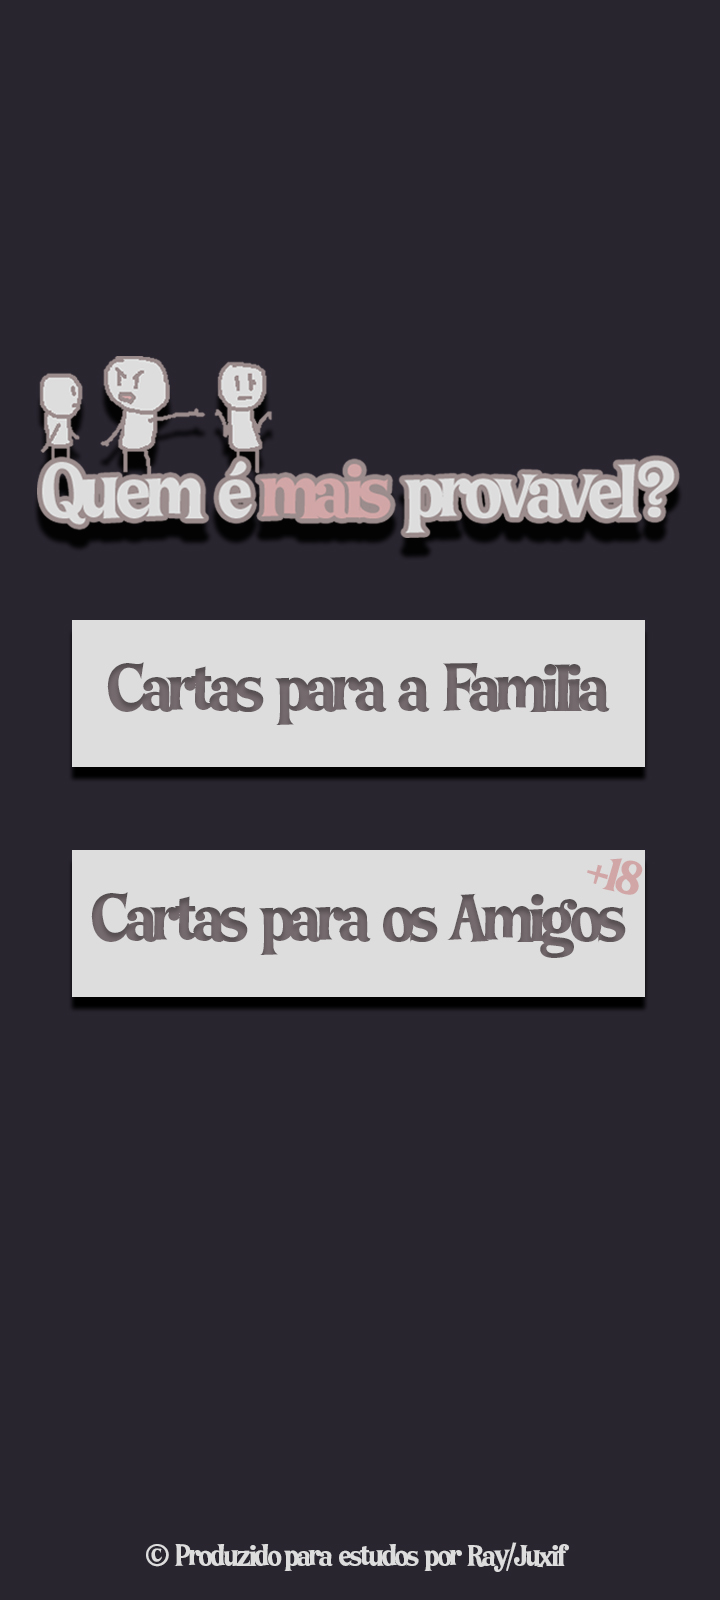 Quem é mais provavel?
Cartas para a Familia
+18
Cartas para os Amigos
© Produzido para estudos por Ray/Juxif